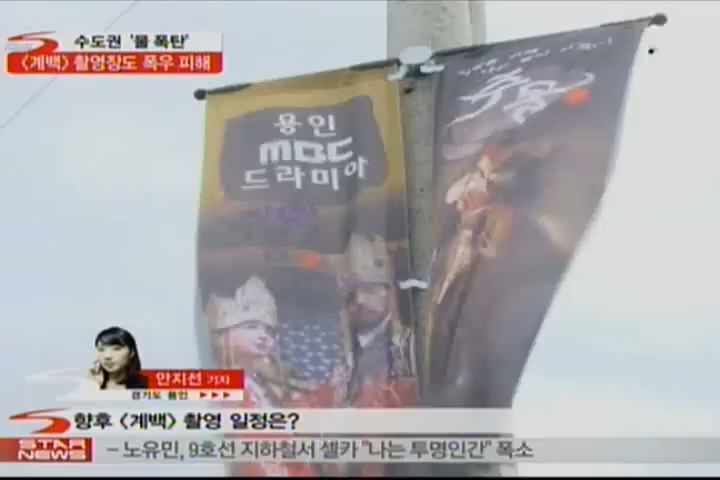 수도권 '물 폭탄'
<계백> 촬영장도 폭우 피해
용인
MBC
드라미아
주몽
안지선 기자
경기도 용인 ▶▶▶
향후 <계백> 촬영 일정은?
STAR NEWS
- 노유민, 9호선 지하철서 셀카 "나는 투명인간" 폭소